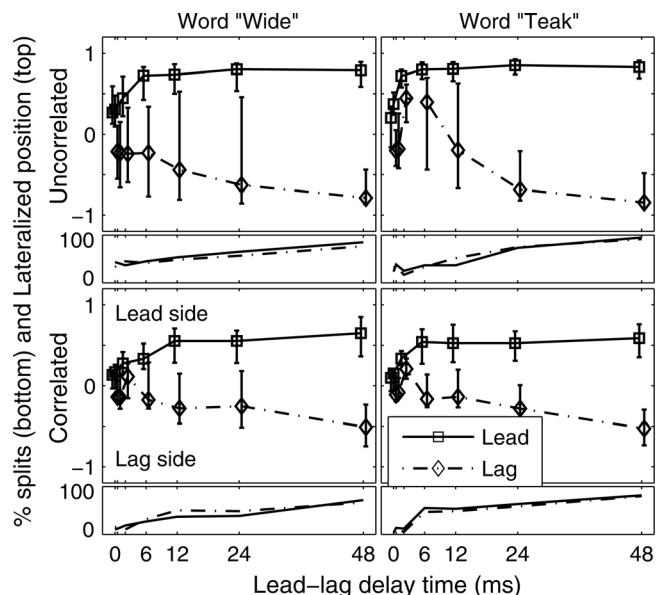 Word "Wide" Word "Teak"
% splits (bottom) and Lateralized position (top)
Uncorrelated
1
0
−1
100
0
Correlated
1
0
−1
100
0
Lead side
Lag side
Lead
Lag
0 6 12 24 48 0 6 12 24 48
Lead−lag delay time (ms)